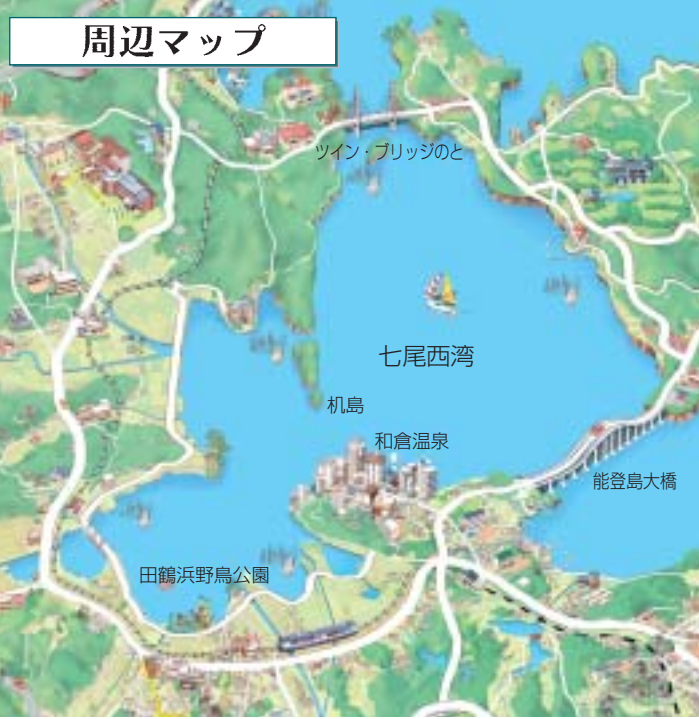 周辺マップ
ツイン・ブリッジのと
七尾西湾
机島
和倉温泉
能登島大橋
田鶴浜野鳥公園